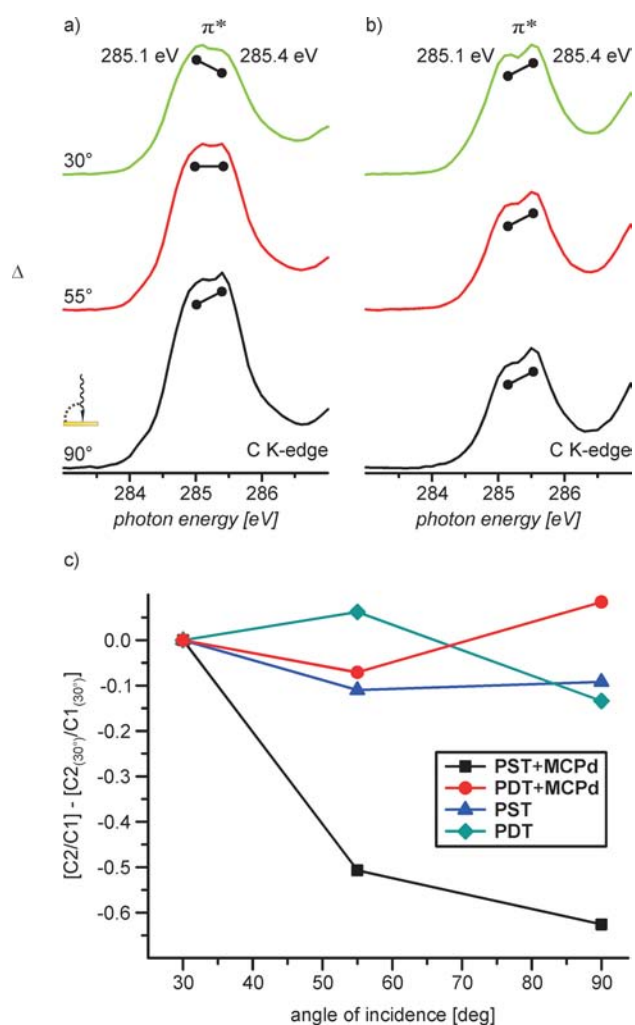 a)
π*
285.1 eV
285.4 eV
30°
55°
90°
Δ
C K-edge
284
285
286
photon energy [eV]
b)
π*
285.1 eV
285.4 eV
C K-edge
284
285
286
photon energy [eV]
c)
0.0
-0.1
-0.2
-0.3
-0.4
-0.5
-0.6
[C2/C1] - [C2(30°)/C1(30°)]
PST+MCPd
PDT+MCPd
PST
PDT
30
40
50
60
70
80
90
angle of incidence [deg]